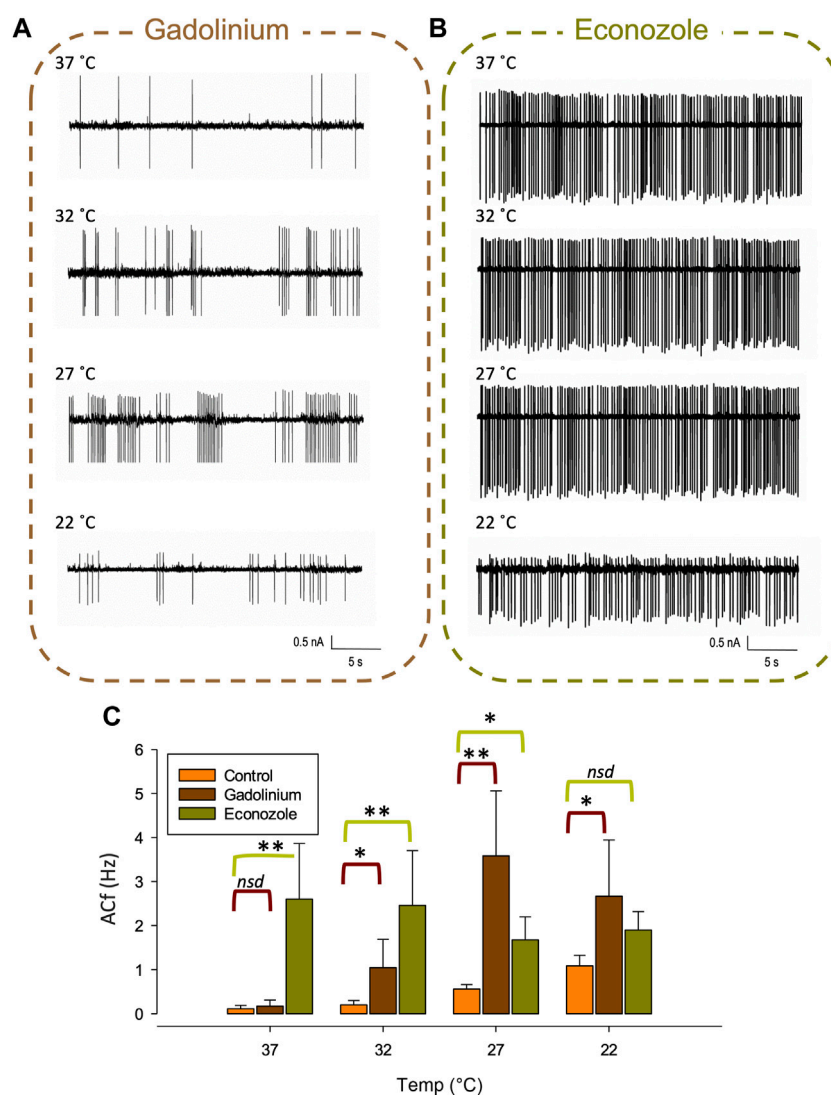 A
Gadolinium
37 ˚C
32 ˚C
27 ˚C
22 ˚C
0.5 nA
5 s
B
Econozole
37 ˚C
32 ˚C
27 ˚C
22 ˚C
0.5 nA
5 s
C
6
5
4
3
2
1
0
ACf (Hz)
Control
Gadolinium
Econozole
**
nsd
**
*
*
**
nsd
*
37
32
27
22
Temp (°C)